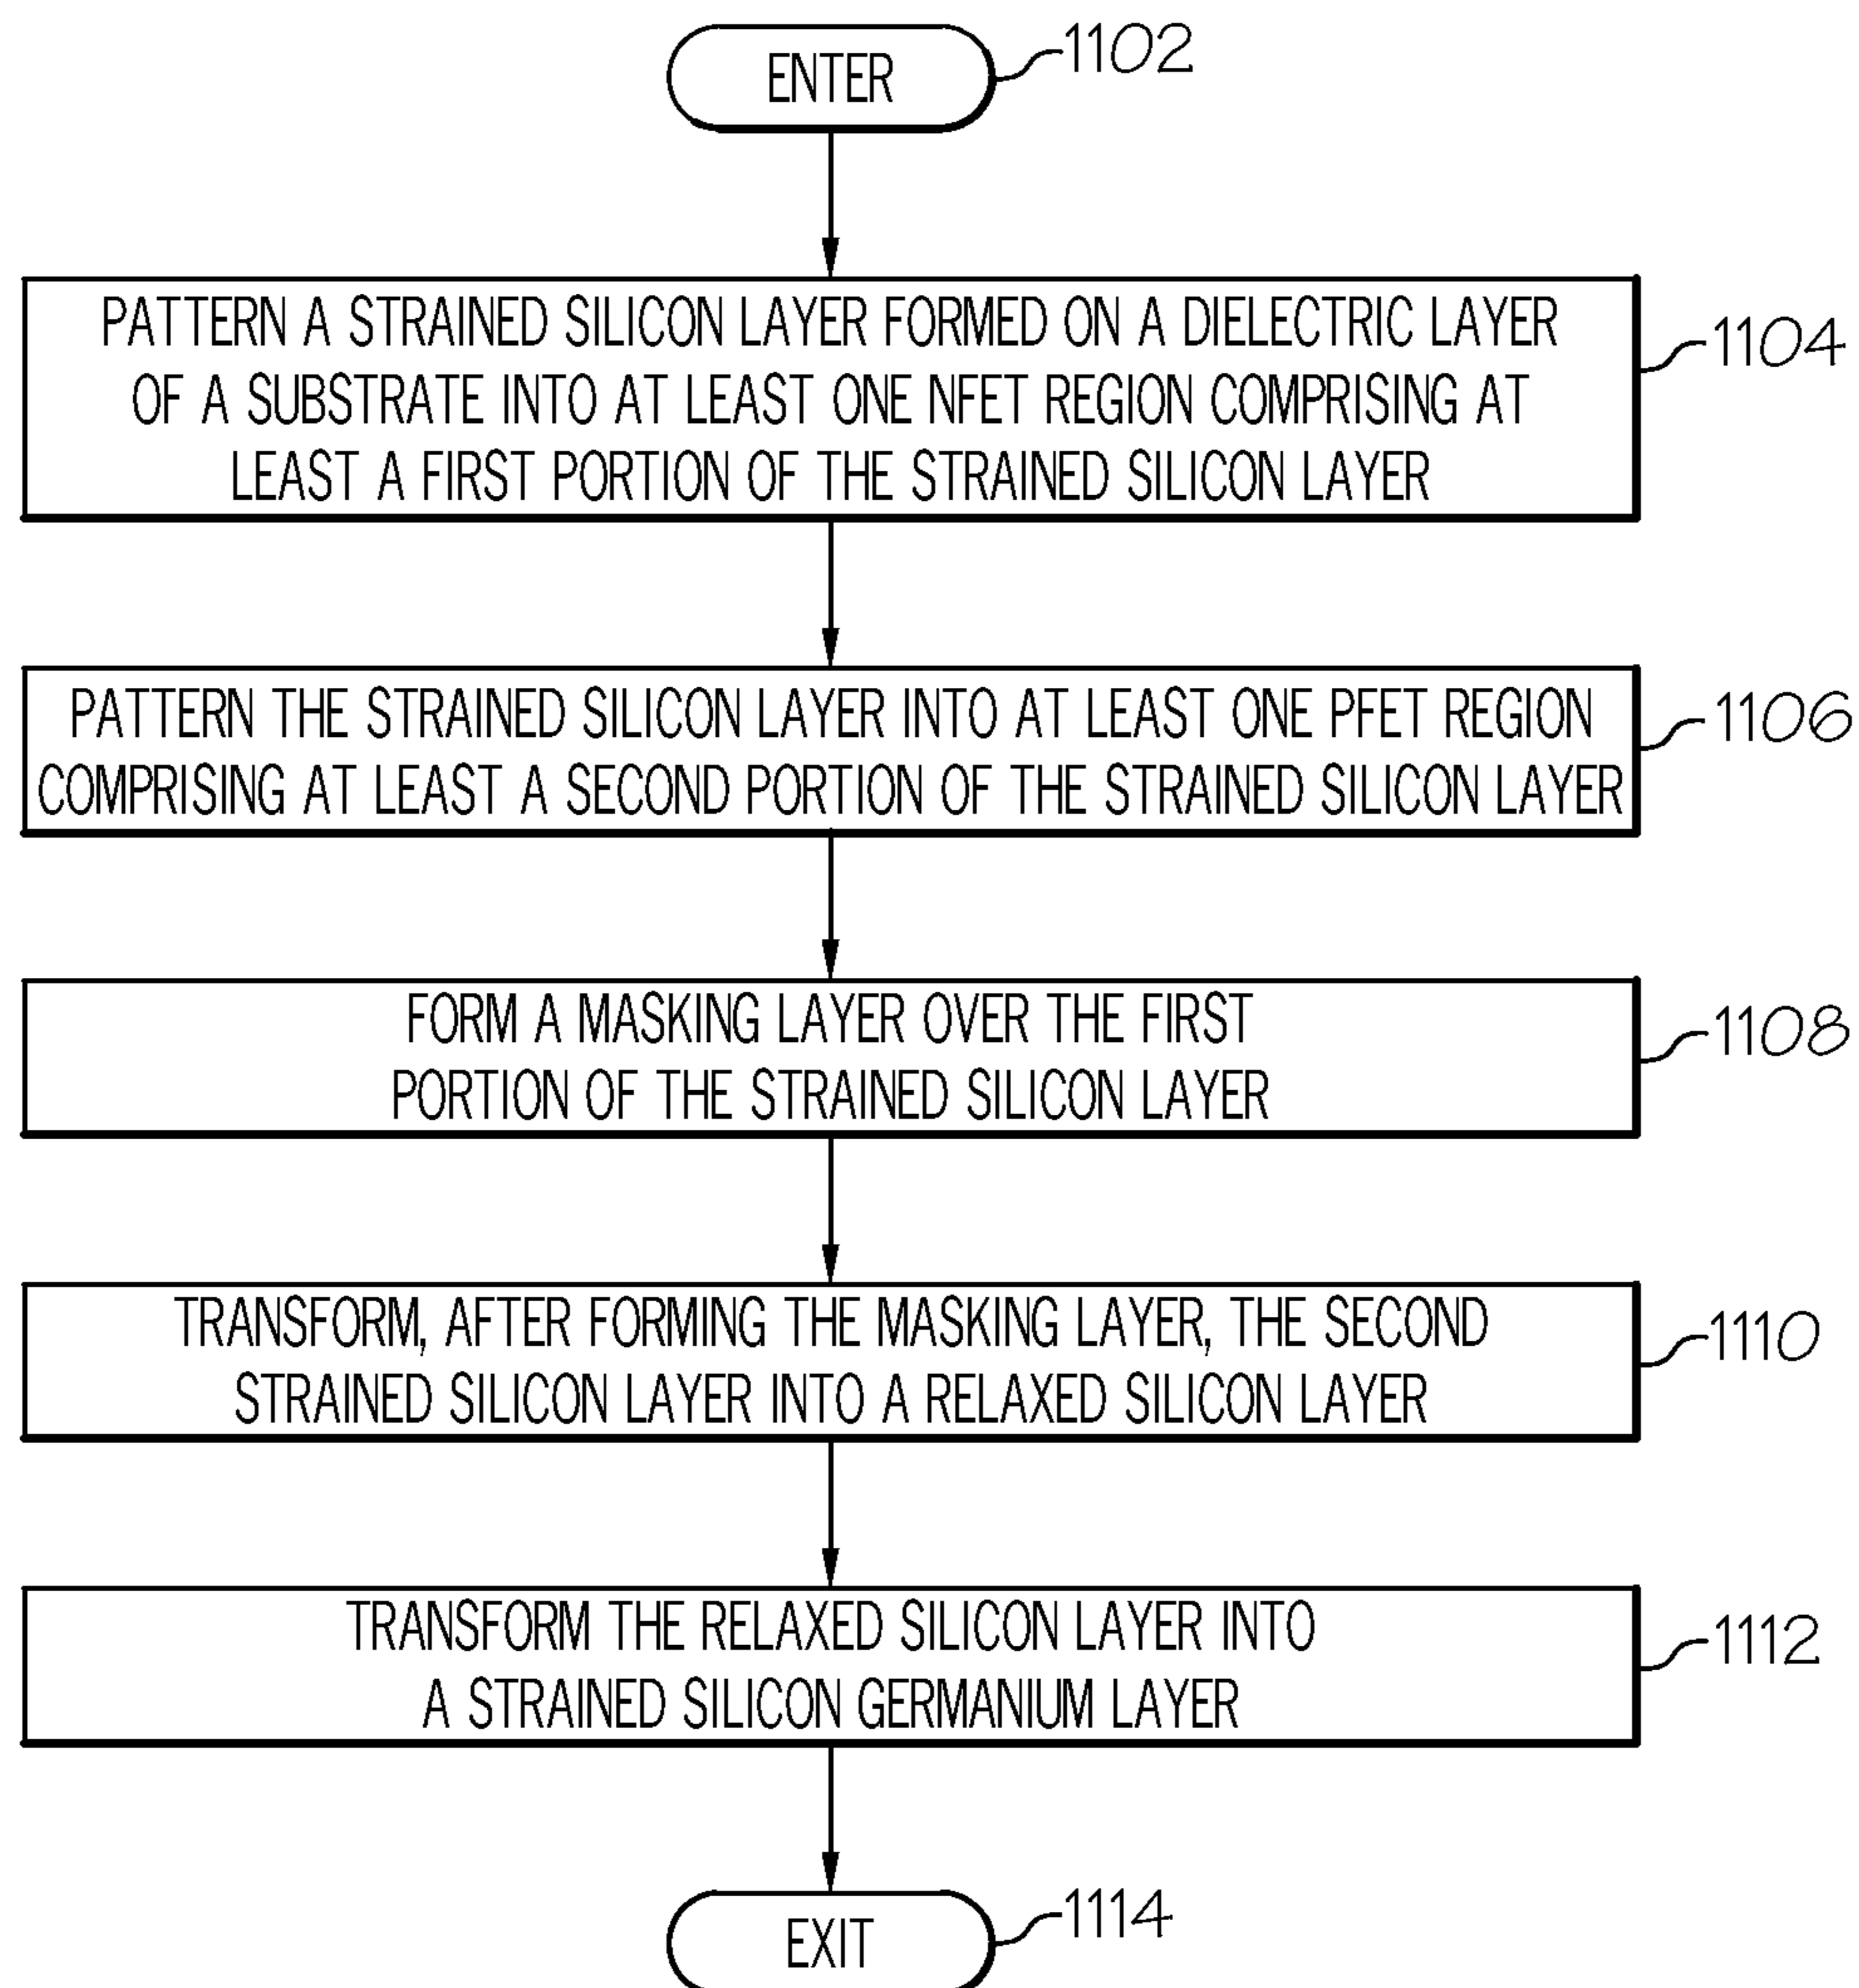 ENTER
1102
PATTERN A STRAINED SILICON LAYER FORMED ON A DIELECTRIC LAYER
OF A SUBSTRATE INTO AT LEAST ONE NFET REGION COMPRISING AT
LEAST A FIRST PORTION OF THE STRAINED SILICON LAYER
1104
PATTERN THE STRAINED SILICON LAYER INTO AT LEAST ONE PFET REGION
COMPRISING AT LEAST A SECOND PORTION OF THE STRAINED SILICON LAYER
1106
FORM A MASKING LAYER OVER THE FIRST
PORTION OF THE STRAINED SILICON LAYER
1108
TRANSFORM, AFTER FORMING THE MASKING LAYER, THE SECOND
STRAINED SILICON LAYER INTO A RELAXED SILICON LAYER
1110
TRANSFORM THE RELAXED SILICON LAYER INTO
A STRAINED SILICON GERMANIUM LAYER
1112
EXIT
1114